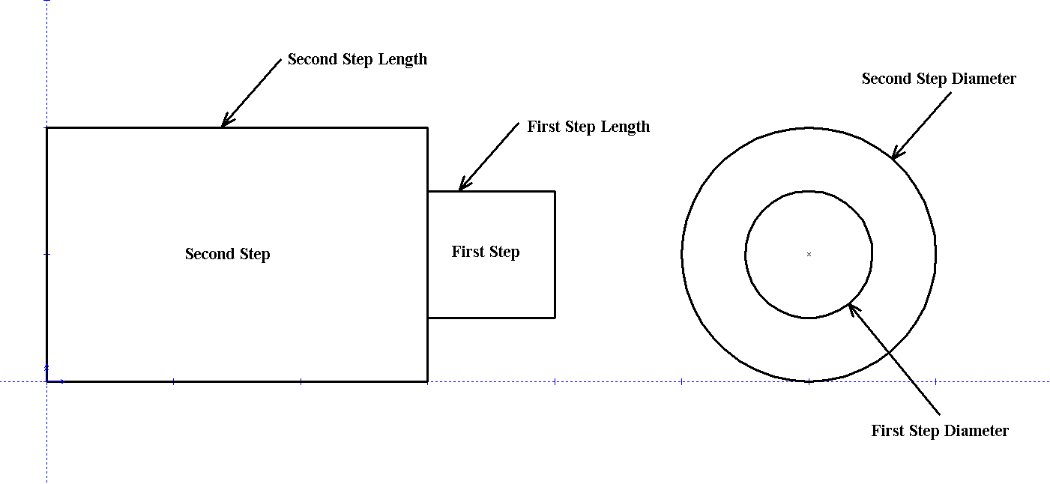 Second Step Length
Second Step Diameter
First Step Length
Second Step
First Step
First Step Diameter